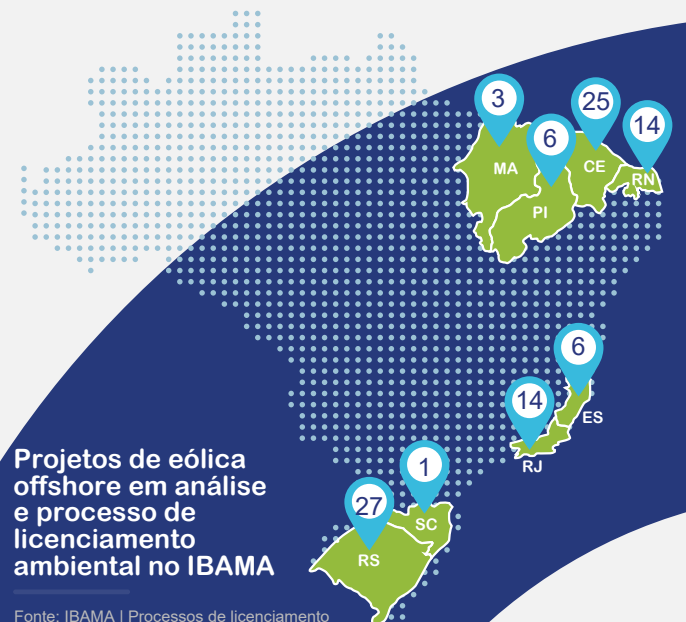 3
25
14
6
MA
CE
RN
PI
6
14
ES
RJ
1
27
SC
RS
Projetos de eólica
offshore em análise
e processo de
licenciamento
ambiental no IBAMA
Fonte: IBAMA | Processos de licenciamento